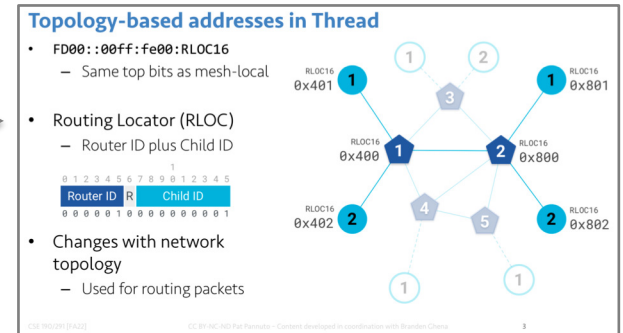 Topology-based addresses in Thread
• FD00::00ff:fe00:RLOC16
– Same top bits as mesh-local
• Routing Locator (RLOC)
– Router ID plus Child ID
1
0 1 2 3 4 5 6 7 8 9 0 1 2 3 4 5
Router ID R Child ID
0 0 0 0 0 1 0 0 0 0 0 0 0 0 0 1
• Changes with network
topology
– Used for routing packets
1
2
3
RLOC16
0x401
1
1
RLOC16
0x801
RLOC16
0x400
1
2
RLOC16
0x800
4
5
RLOC16
0x402
2
2
RLOC16
0x802
1
1
CSE 190/291 [FA22]
CC BY-NC-ND Pat Pannuto – Content developed in coordination with Branden Ghena
3